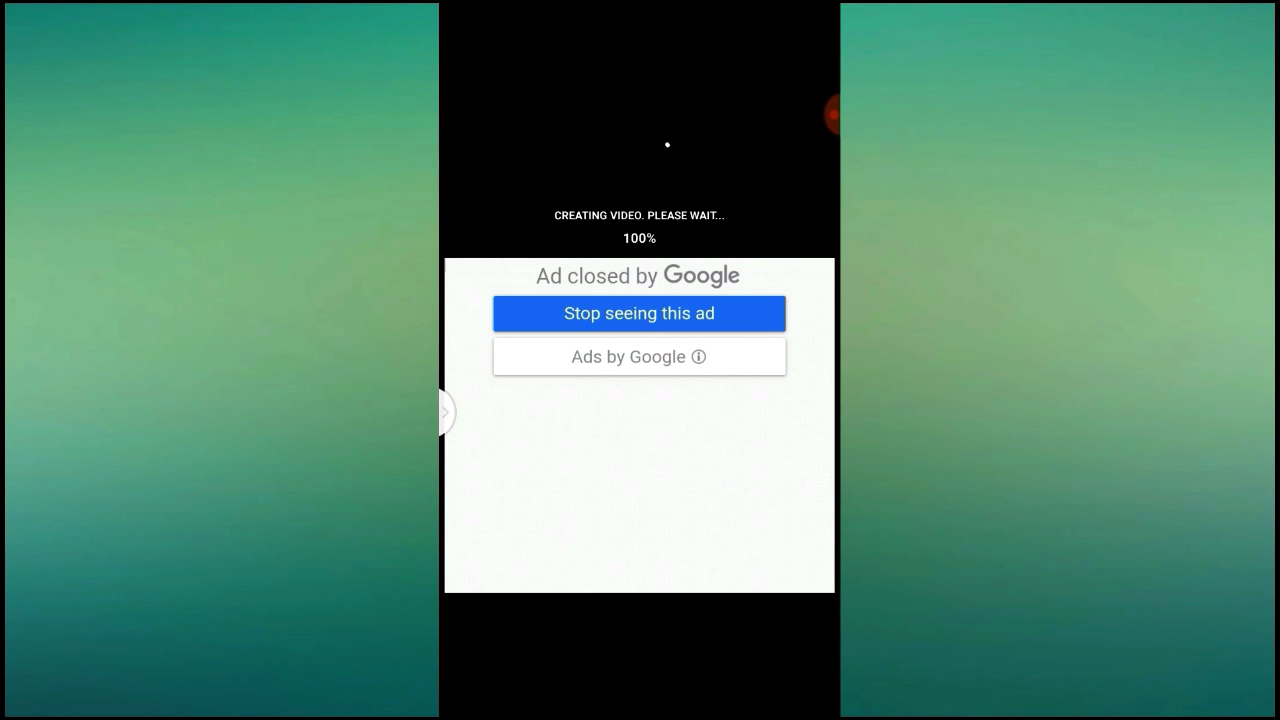 CREATING VIDEO. PLEASE WAIT...
100%
Ad closed by Google
Stop seeing this ad
Ads by Google